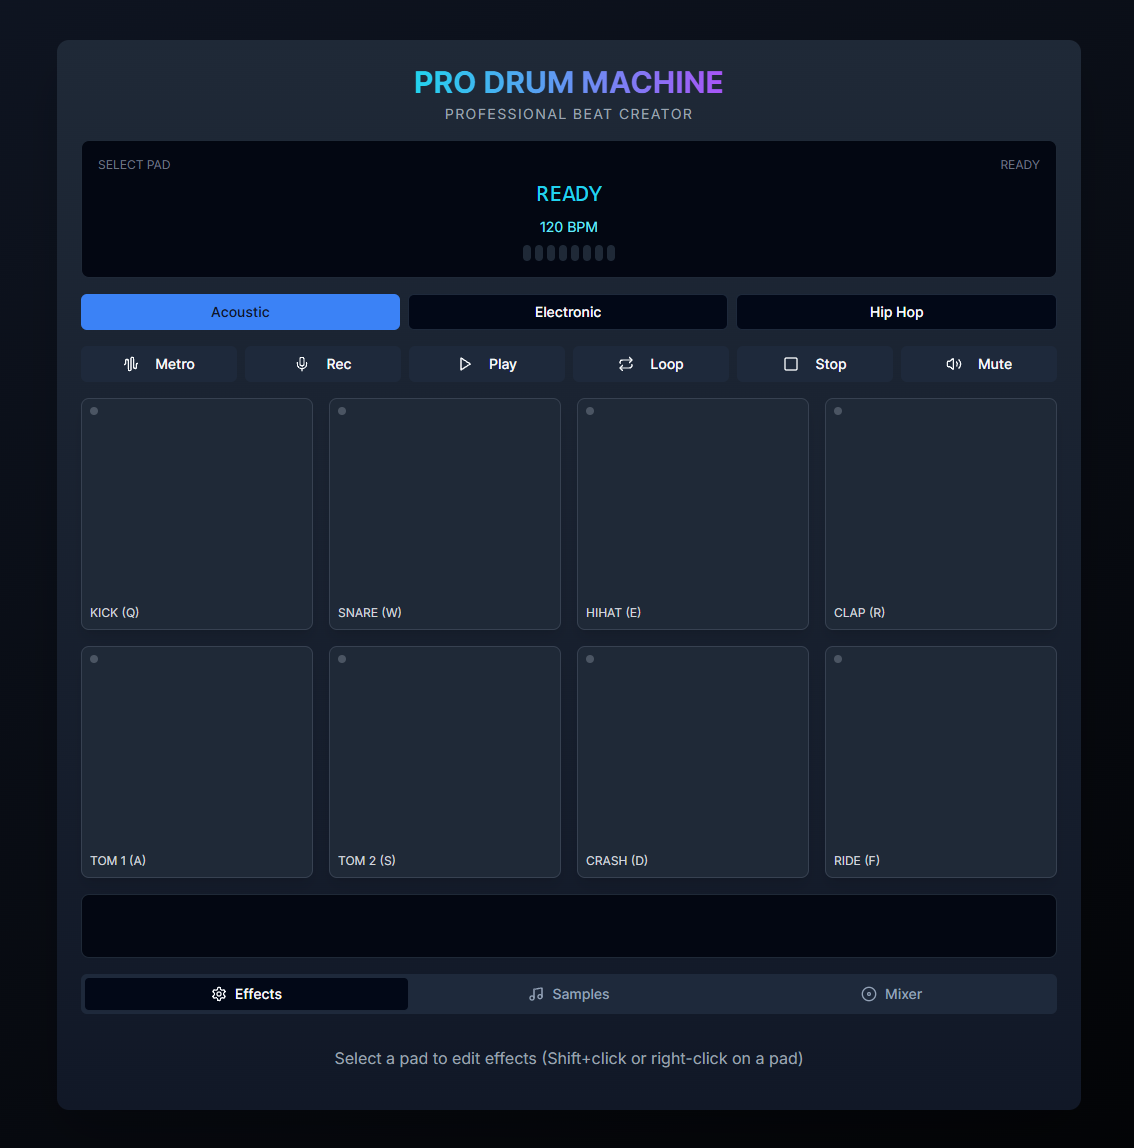 PRO DRUM MACHINE
PROFESSIONAL BEAT CREATOR
SELECT PAD READY
READY
120 BPM
Acoustic Electronic Hip Hop
Metro Rec Play Loop Stop Mute
KICK (Q) SNARE (W) HIHAT (E) CLAP (R)
TOM 1 (A) TOM 2 (S) CRASH (D) RIDE (F)
Effects Samples Mixer
Select a pad to edit effects (Shift+click or right-click on a pad)